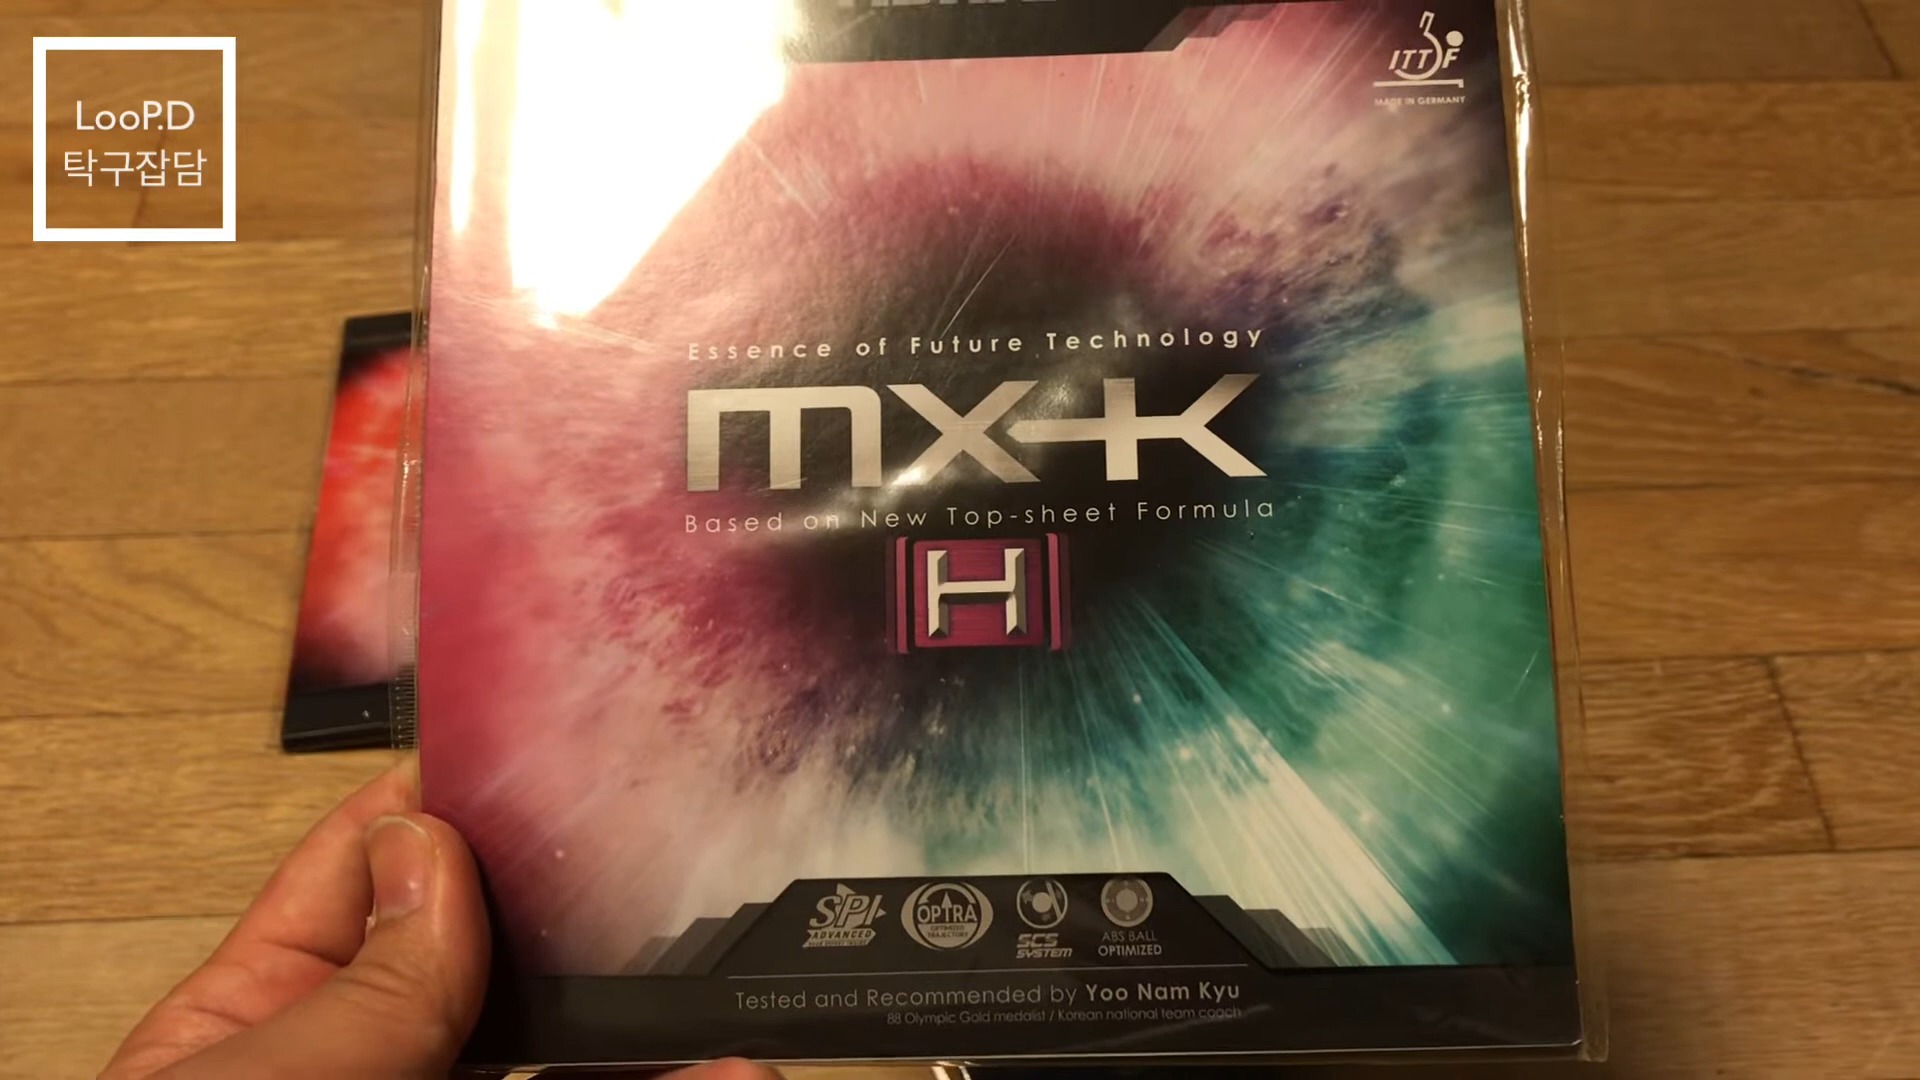 LooP.D
탁구잡담
ITTF
MADE IN GERMANY
Essence of Future Technology
MX-K
Based on New Top-sheet Formula
H
SPI
ADVANCED
OPTRA
OPTIMIZED
TRAJECTORY
SCS
SYSTEM
ABS BALL
OPTIMIZED
Tested and Recommended by Yoo Nam Kyu
88 Olympic Gold medalist / Korean national team coach